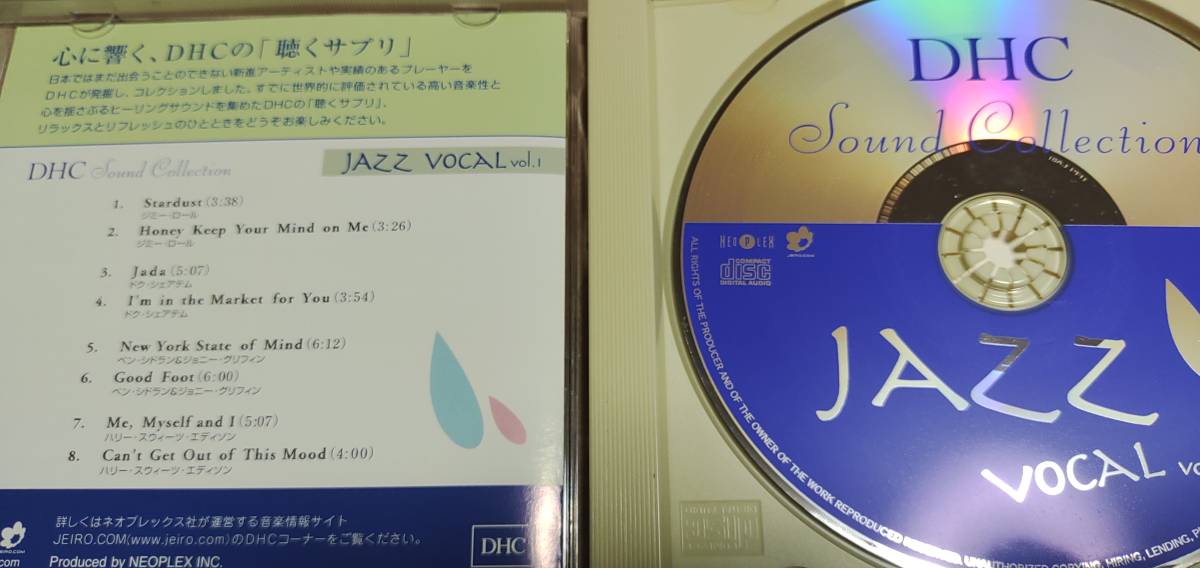 心に響く、DHCの「聴くサプリ」
日本ではまだ出会うことのできない新進アーティストや実績のあるプレーヤーを
DHCが発掘し、コレクションしました。すでに世界的に評価されている高い音楽性と
心を揺さぶるヒーリングサウンドを集めたDHCの「聴くサプリ」、
リラックスとリフレッシュのひとときをどうぞお楽しみください。
DHC Sound Collection
JAZZ VOCAL vol.1
1. Stardust(3:38)
ジミー・ロール
2. Honey Keep Your Mind on Me(3:26)
ジミー・ロール
3. Jada(5:07)
ドク・シェアテム
4. I'm in the Market for You(3:54)
ドク・シェアテム
5. New York State of Mind(6:12)
ベン・シドラン&ジョニー・グリフィン
6. Good Foot(6:00)
ベン・シドラン&ジョニー・グリフィン
7. Me, Myself and I(5:07)
ハリー・スウィーツ・エディソン
8. Can't Get Out of This Mood(4:00)
ハリー・スウィーツ・エディソン
詳しくはネオプレックス社が運営する音楽情報サイト
JEIRO.COM(www.jeiro.com)のDHCコーナーをご覧ください。
Produced by NEOPLEX INC.
JEIRO.COM
com
DHC
DHC
Sound Collection
NEOPLEX
JEIRO.COM
COMPACT
disc
DIGITAL AUDIO
JAZZ
VOCAL
ALL RIGHTS OF THE PRODUCER AND OF THE OWNER OF THE WORK REPRODUCED RESERVED. UNAUTHORIZED COPYING, HIRING, LENDING,